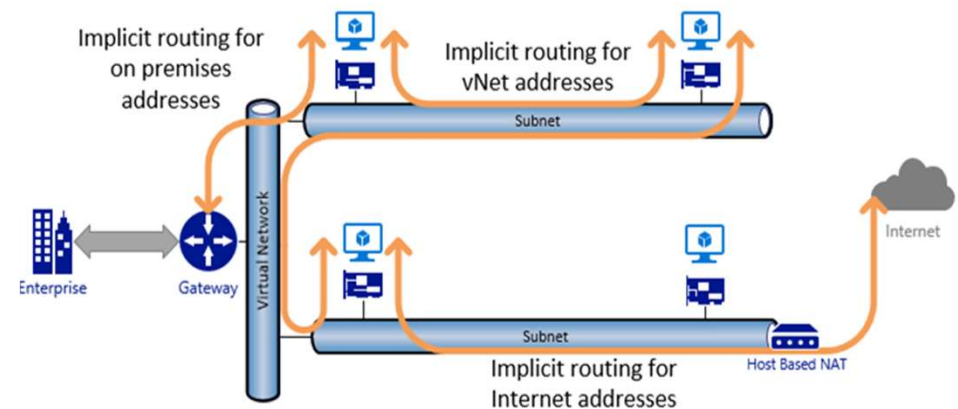 Implicit routing for
on premises
addresses
Implicit routing for
vNet addresses
Subnet
Virtual Network
Enterprise
Gateway
Internet
Subnet
Host Based NAT
Implicit routing for
Internet addresses